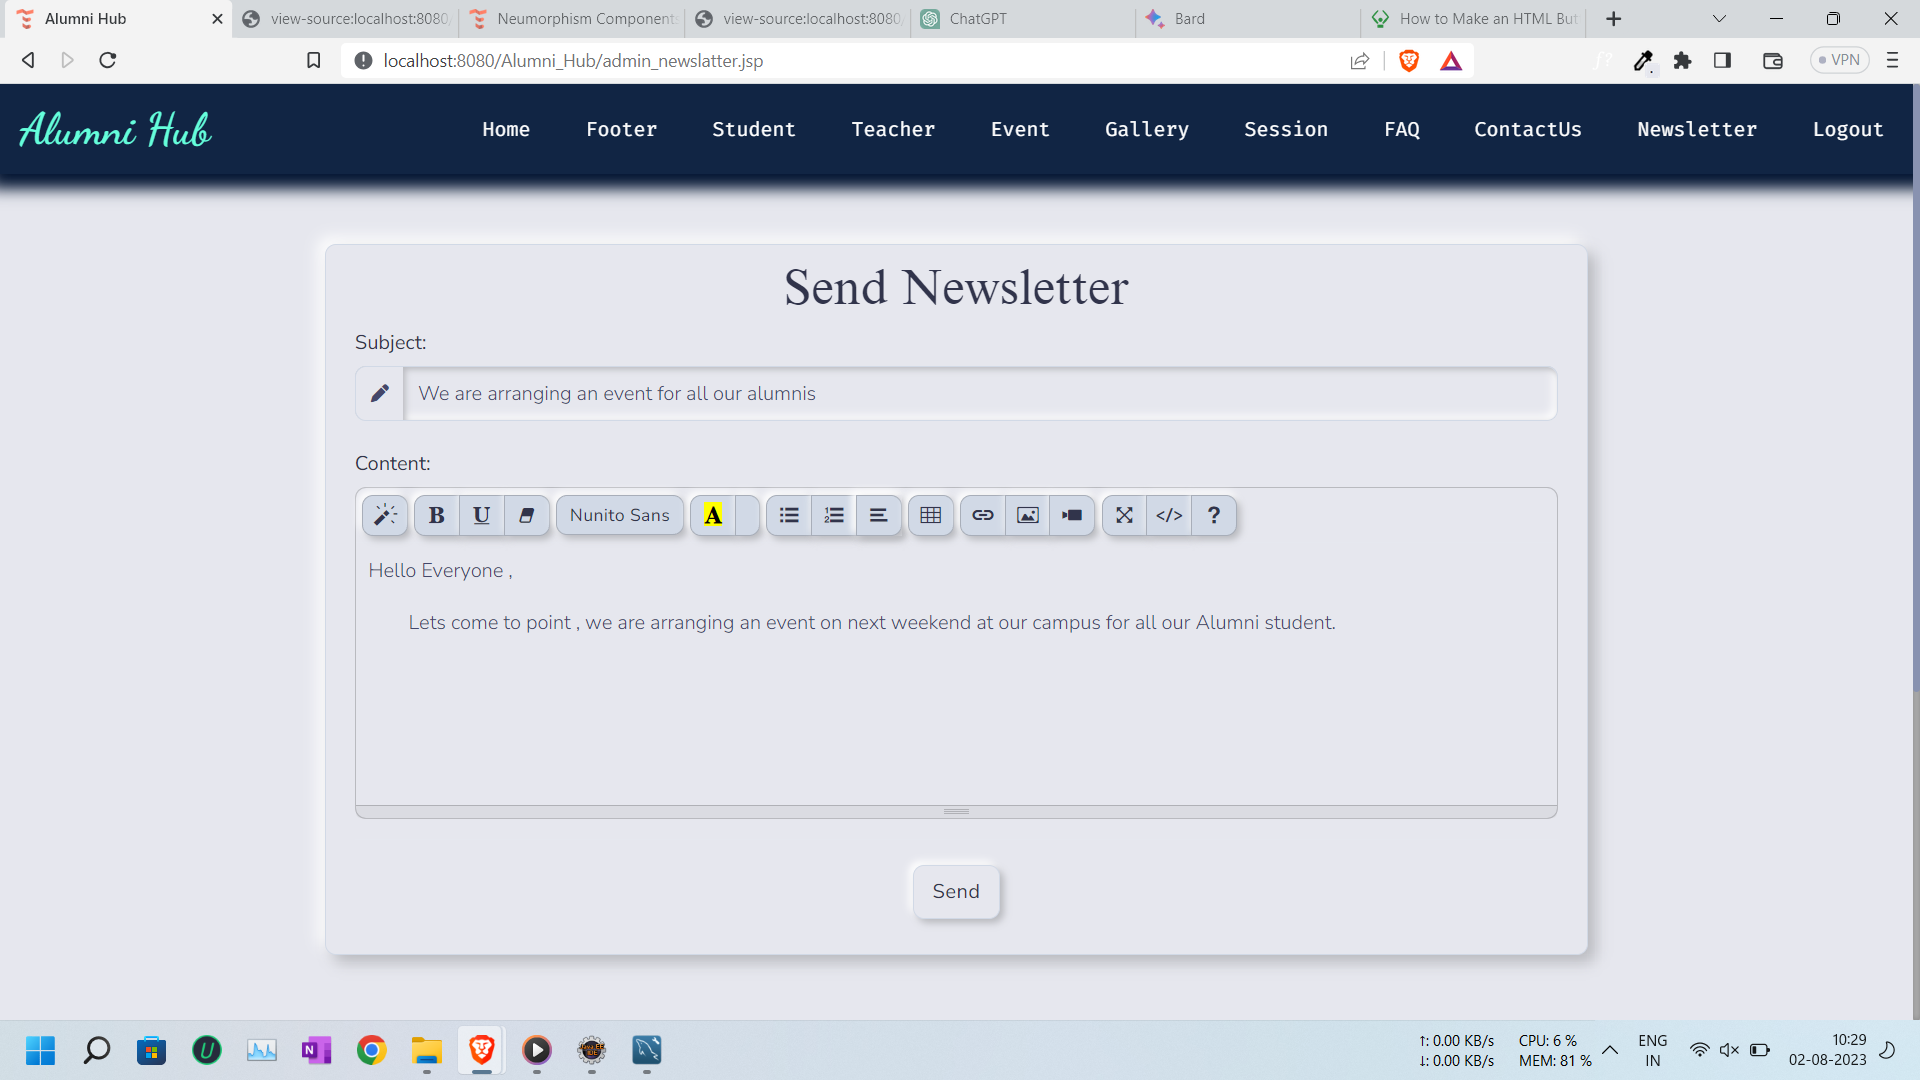 Alumni Hub
view-source:localhost:8080/
Neumorphism Component
view-source:localhost:8080/
ChatGPT
Bard
How to Make an HTML But
localhost:8080/Alumni_Hub/admin_newslatter.jsp
VPN
Alumni Hub
Home Footer Student Teacher Event Gallery Session FAQ ContactUs Newsletter Logout
Send Newsletter
Subject:
We are arranging an event for all our alumnis
Content:
B U Nunito Sans A </> ?
Hello Everyone ,
Lets come to point , we are arranging an event on next weekend at our campus for all our Alumni student.
Send
↑: 0.00 KB/s CPU: 6 % ENG 10:29
↓: 0.00 KB/s MEM: 81 % IN 02-08-2023